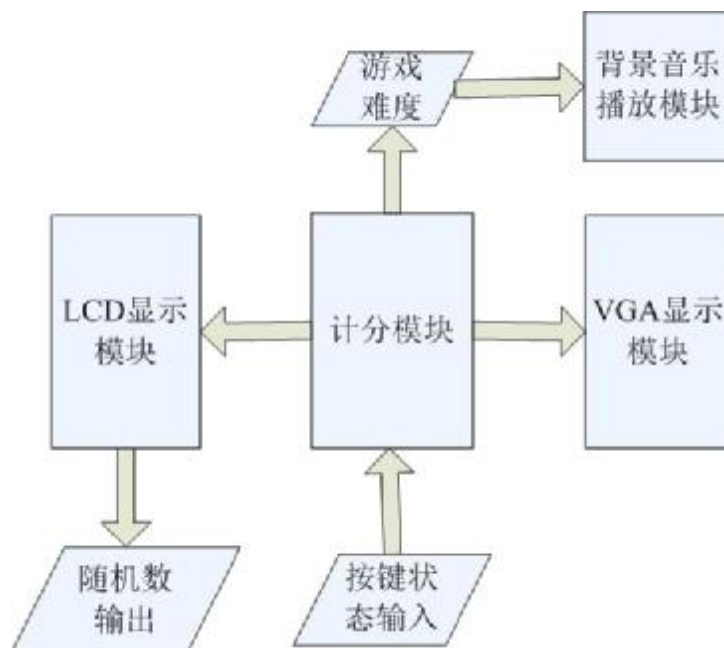 游戏
难度
背景音乐
播放模块
LCD显示
模块
计分模块
VGA显示
模块
随机数
输出
按键状
态输入